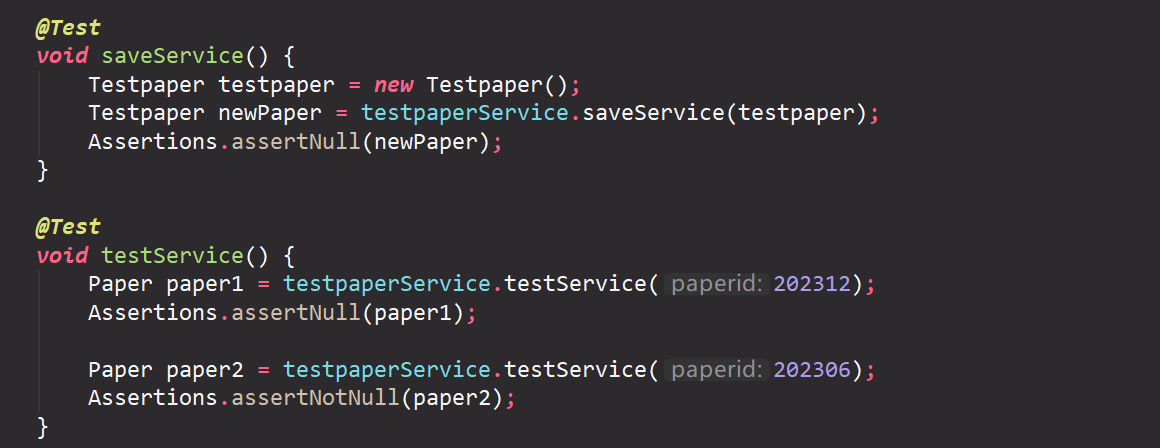 @Test
void saveService() {
Testpaper testpaper = new Testpaper();
Testpaper newPaper = testpaperService.saveService(testpaper);
Assertions.assertNull(newPaper);
}
@Test
void testService() {
Paper paper1 = testpaperService.testService( paperid: 202312);
Assertions.assertNull(paper1);
Paper paper2 = testpaperService.testService( paperid: 202306);
Assertions.assertNotNull(paper2);
}